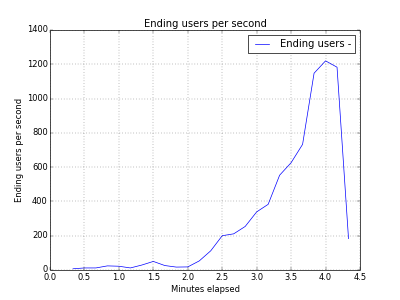 Ending users per second
Ending users -
Ending users per second
1400
1200
1000
800
600
400
200
0
0.0 0.5 1.0 1.5 2.0 2.5 3.0 3.5 4.0 4.5
Minutes elapsed